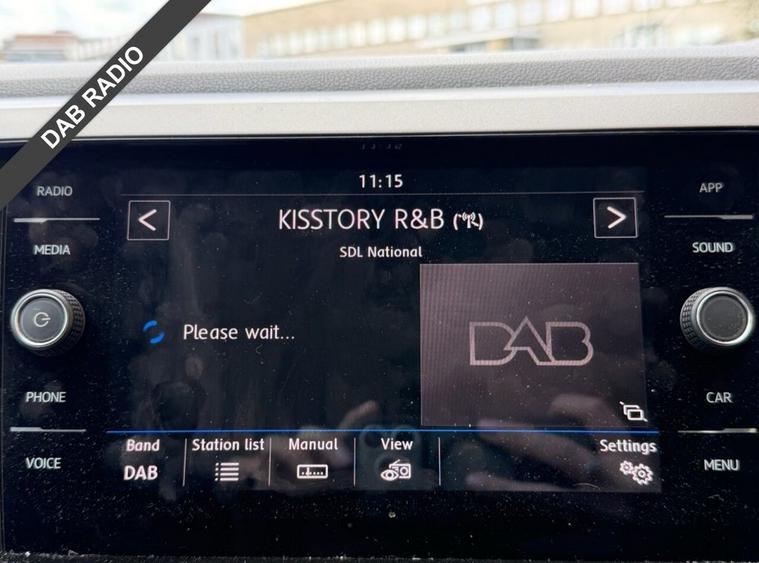 DAB RADIO
RADIO
MEDIA
PHONE
VOICE
11:15
KISSTORY R&B
SDL National
Please wait...
DAB
Band
DAB
Station list
Manual
View
Settings
APP
SOUND
CAR
MENU